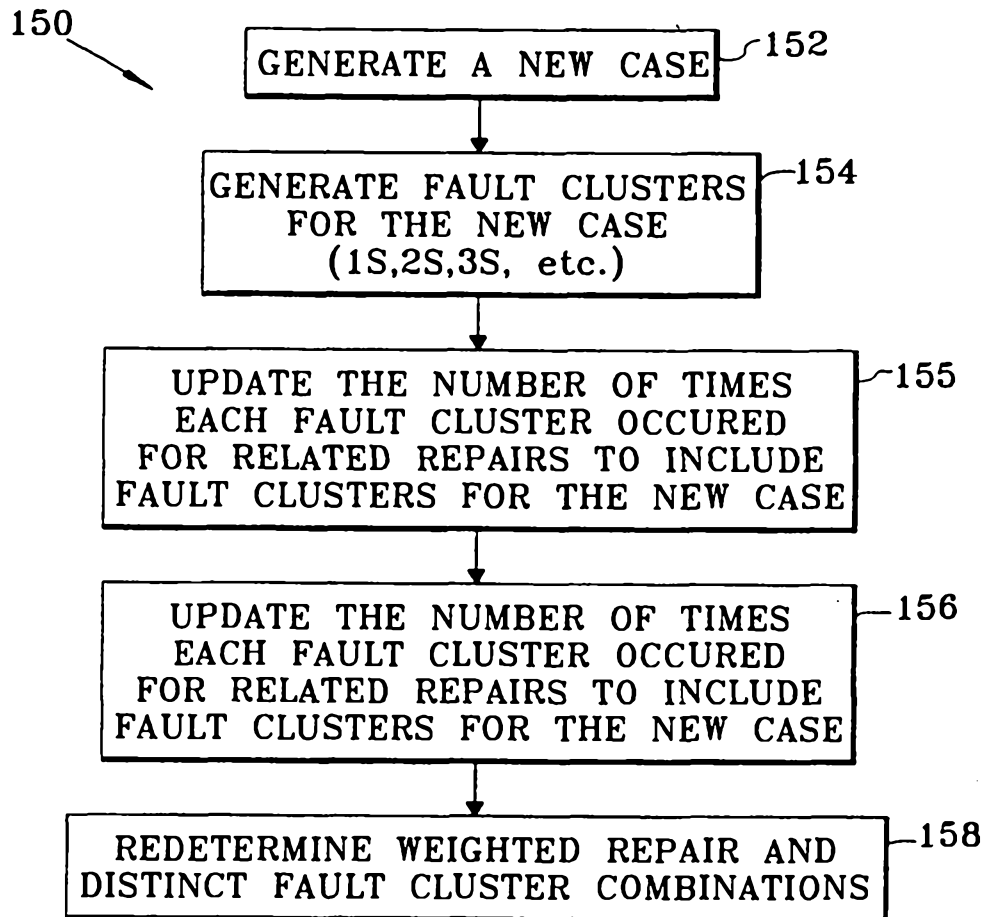 150
GENERATE A NEW CASE
152
GENERATE FAULT CLUSTERS
FOR THE NEW CASE
(1S,2S,3S, etc.)
154
UPDATE THE NUMBER OF TIMES
EACH FAULT CLUSTER OCCURED
FOR RELATED REPAIRS TO INCLUDE
FAULT CLUSTERS FOR THE NEW CASE
155
UPDATE THE NUMBER OF TIMES
EACH FAULT CLUSTER OCCURED
FOR RELATED REPAIRS TO INCLUDE
FAULT CLUSTERS FOR THE NEW CASE
156
REDETERMINE WEIGHTED REPAIR AND
DISTINCT FAULT CLUSTER COMBINATIONS
158